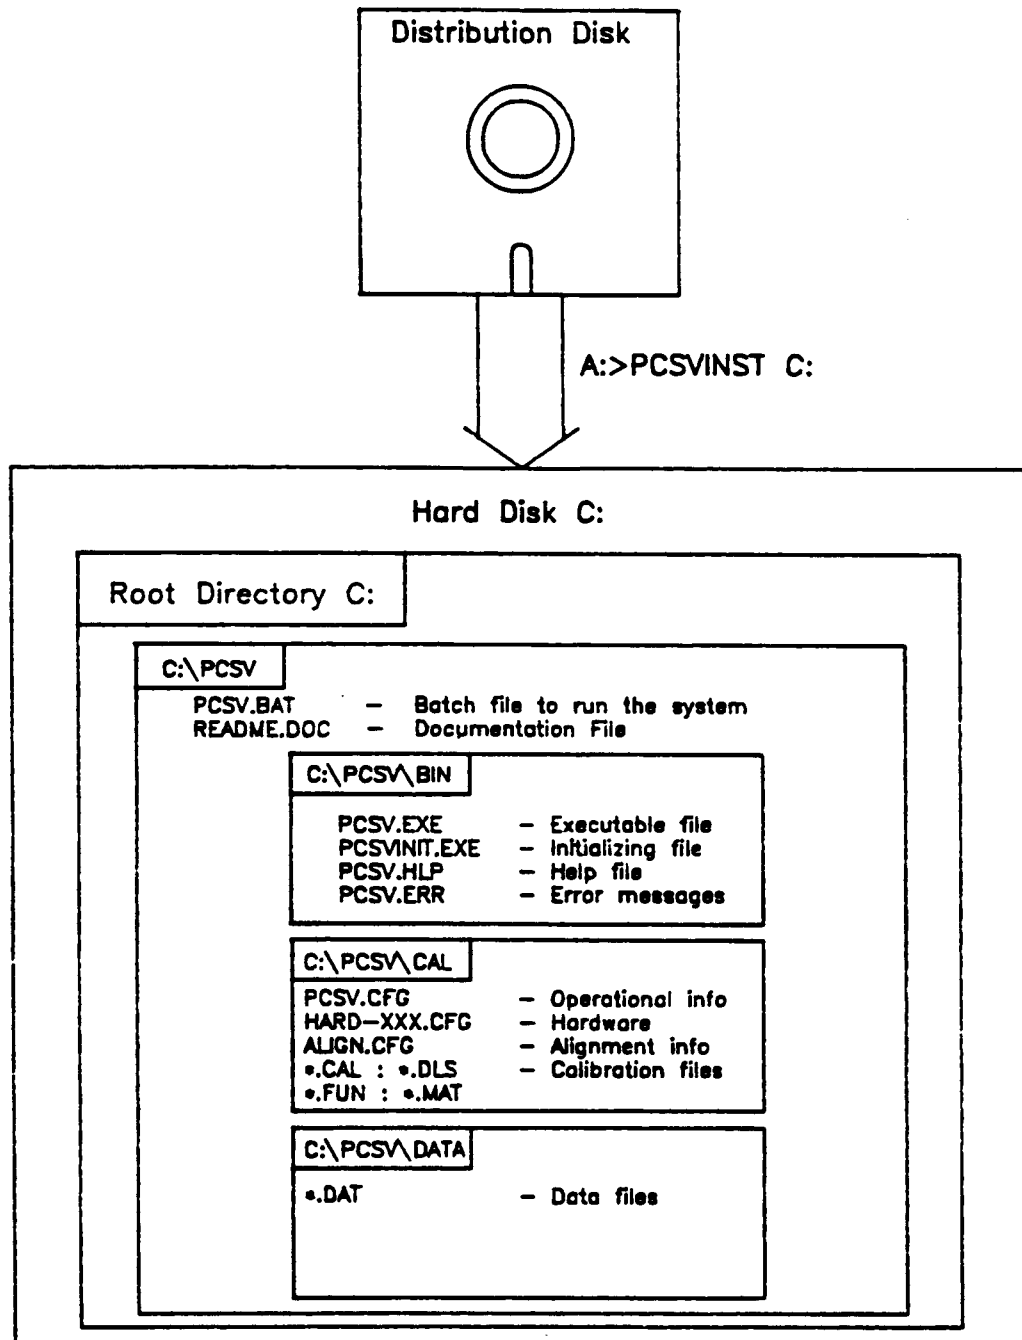 Distribution Disk
A:>PCSVINST C:
Hard Disk C:
Root Directory C:
C:\PCSV
PCSV.BAT – Batch file to run the system
README.DOC – Documentation File
C:\PCSV\BIN
PCSV.EXE – Executable file
PCSVINIT.EXE – Initializing file
PCSV.HLP – Help file
PCSV.ERR – Error messages
C:\PCSV\CAL
PCSV.CFG – Operational info
HARD-XXX.CFG – Hardware
ALIGN.CFG – Alignment info
*.CAL : *.DLS – Calibration files
*.FUN : *.MAT
C:\PCSV\DATA
*.DAT – Data files